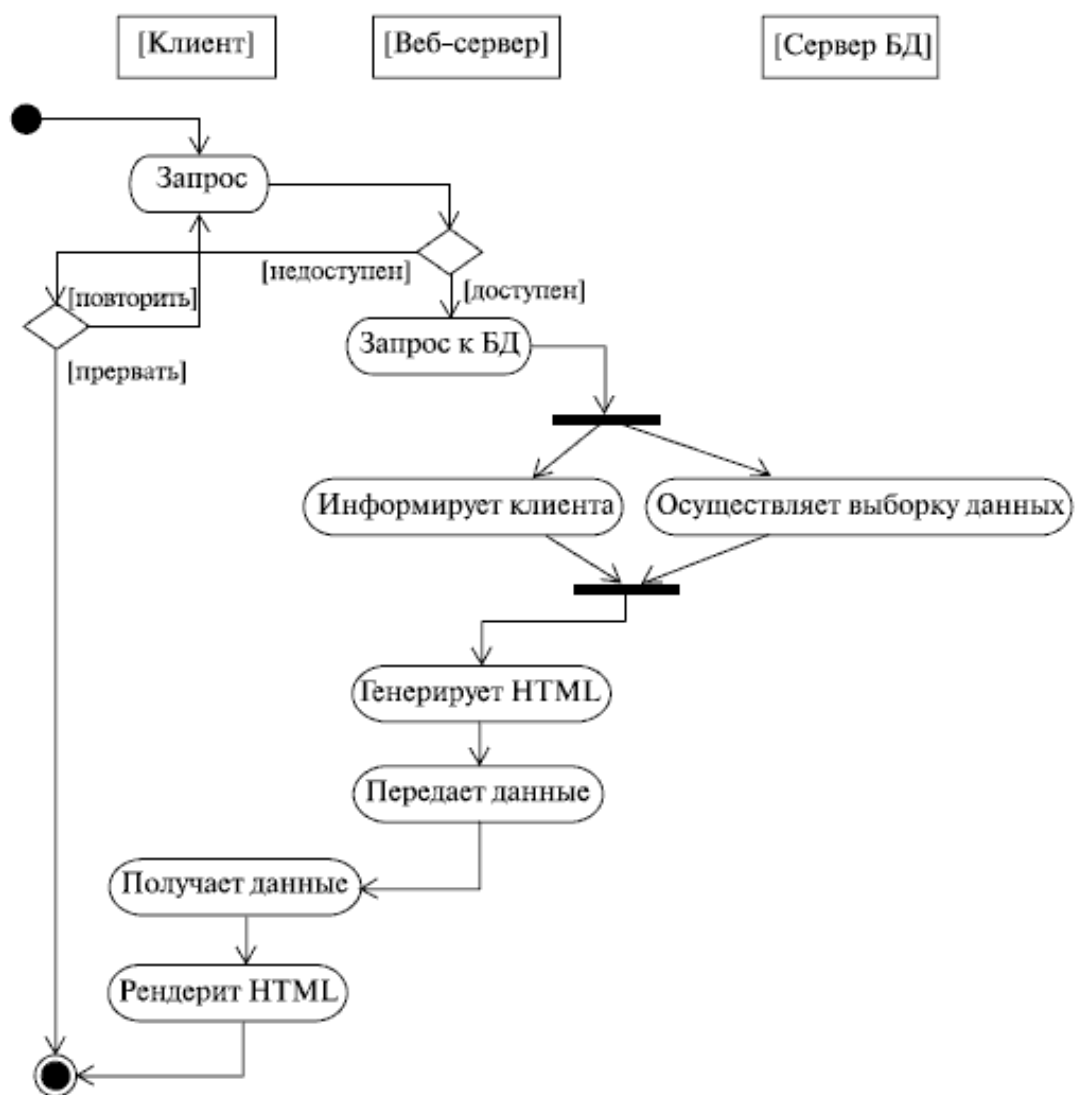 [Клиент]
[Веб-сервер]
[Сервер БД]
Запрос
[недоступен]
[доступен]
[повторить]
[прервать]
Запрос к БД
Информирует клиента
Осуществляет выборку данных
Генерирует HTML
Передает данные
Получает данные
Рендерит HTML